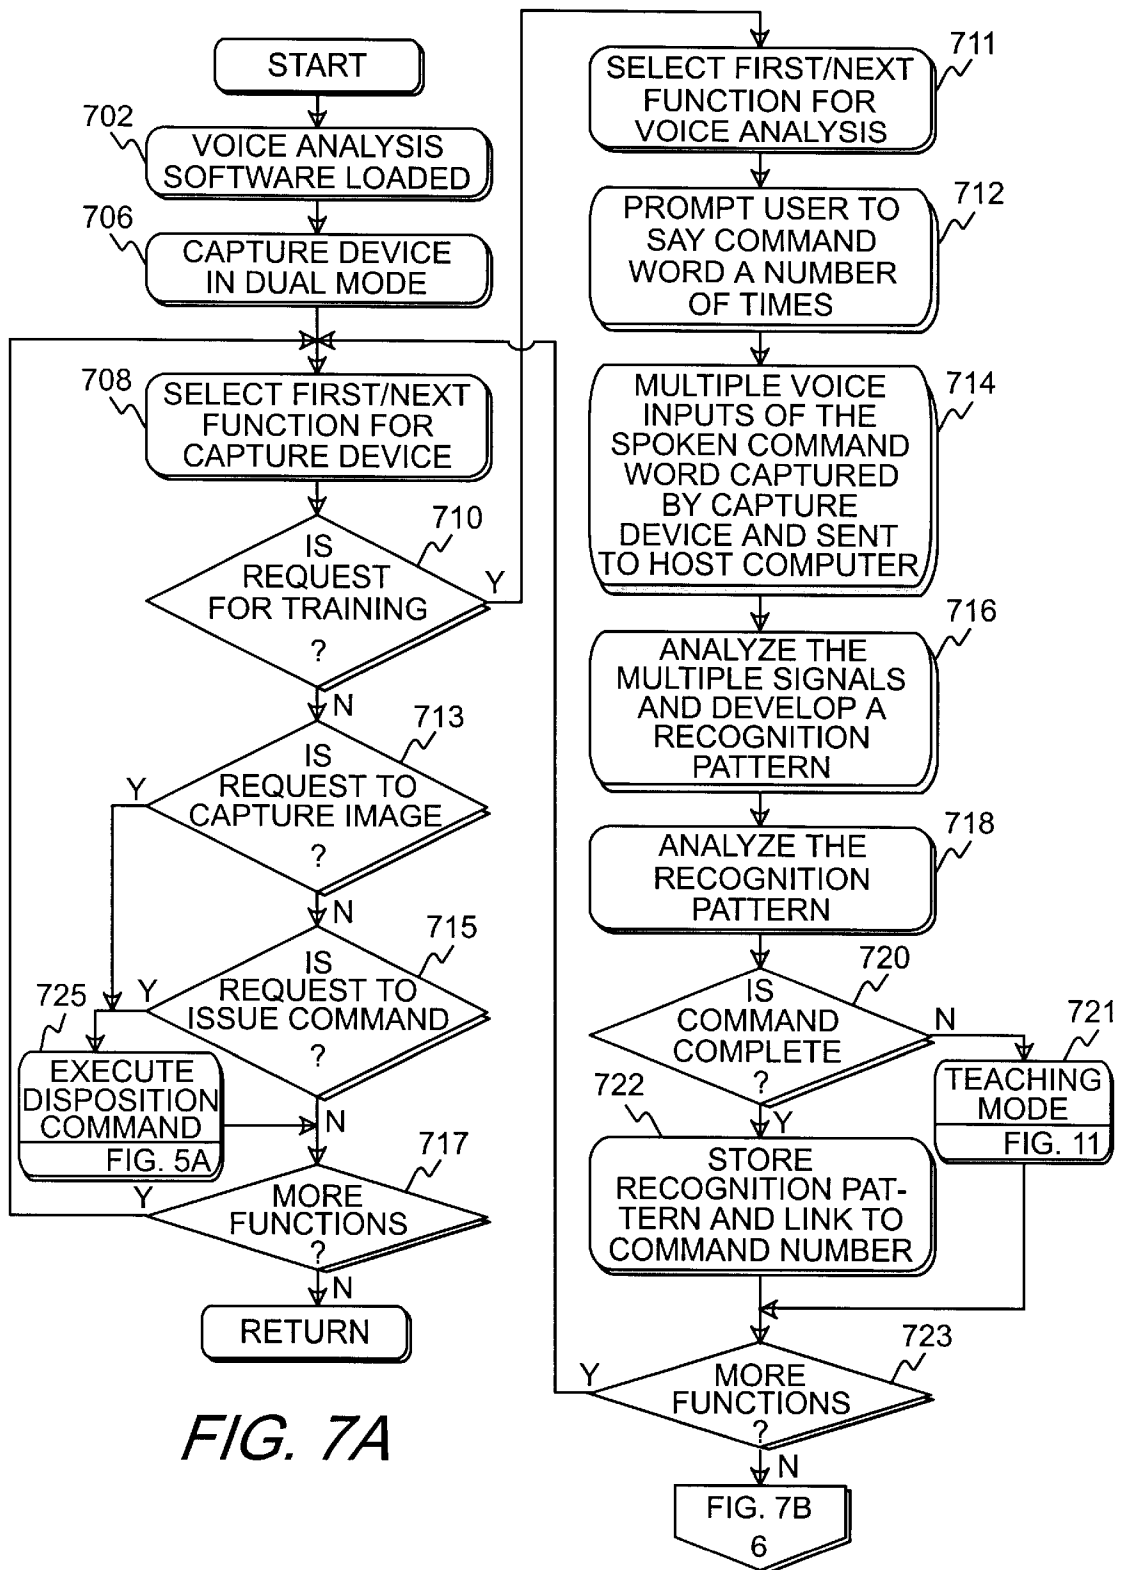 START
702
VOICE ANALYSIS
SOFTWARE LOADED
706
CAPTURE DEVICE
IN DUAL MODE
708
SELECT FIRST/NEXT
FUNCTION FOR
CAPTURE DEVICE
710
IS
REQUEST
FOR TRAINING
?
Y
N
713
IS
REQUEST TO
CAPTURE IMAGE
?
Y
N
715
IS
REQUEST TO
ISSUE COMMAND
?
Y
N
725
EXECUTE
DISPOSITION
COMMAND
FIG. 5A
717
MORE
FUNCTIONS
?
Y
N
RETURN
711
SELECT FIRST/NEXT
FUNCTION FOR
VOICE ANALYSIS
712
PROMPT USER TO
SAY COMMAND
WORD A NUMBER
OF TIMES
714
MULTIPLE VOICE
INPUTS OF THE
SPOKEN COMMAND
WORD CAPTURED
BY CAPTURE
DEVICE AND SENT
TO HOST COMPUTER
716
ANALYZE THE
MULTIPLE SIGNALS
AND DEVELOP A
RECOGNITION
PATTERN
718
ANALYZE THE
RECOGNITION
PATTERN
720
IS
COMMAND
COMPLETE
?
N
Y
721
TEACHING
MODE
FIG. 11
722
STORE
RECOGNITION PAT-
TERN AND LINK TO
COMMAND NUMBER
723
MORE
FUNCTIONS
?
Y
N
FIG. 7B
6
FIG. 7A